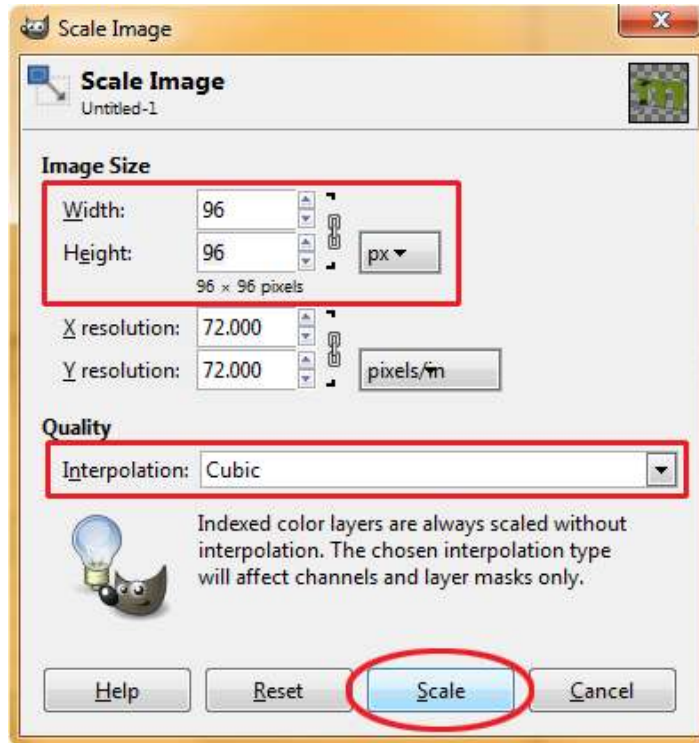 Scale Image
Scale Image
Untitled-1
Image Size
Width: 96
Height: 96 px
96 × 96 pixels
X resolution: 72.000
Y resolution: 72.000 pixels/in
Quality
Interpolation: Cubic
Indexed color layers are always scaled without
interpolation. The chosen interpolation type
will affect channels and layer masks only.
Help Reset Scale Cancel